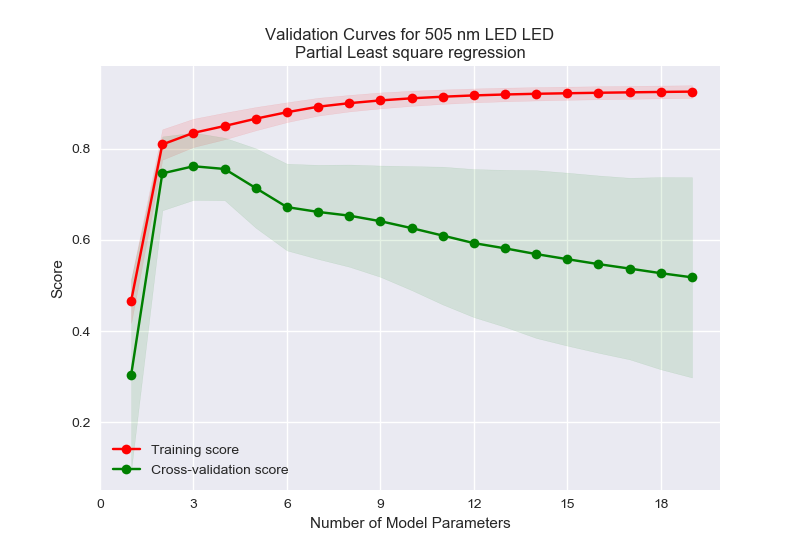 Validation Curves for 505 nm LED LED
Partial Least square regression
Score
0.8
0.6
0.4
0.2
Training score
Cross-validation score
0 3 6 9 12 15 18
Number of Model Parameters